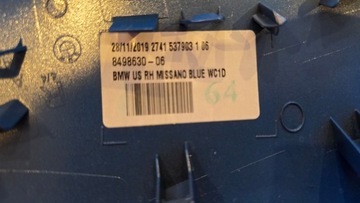 28/11/2019 2741 537903 1 06
8498630-06
BMW US RH MISSANO BLUE WC1D
64